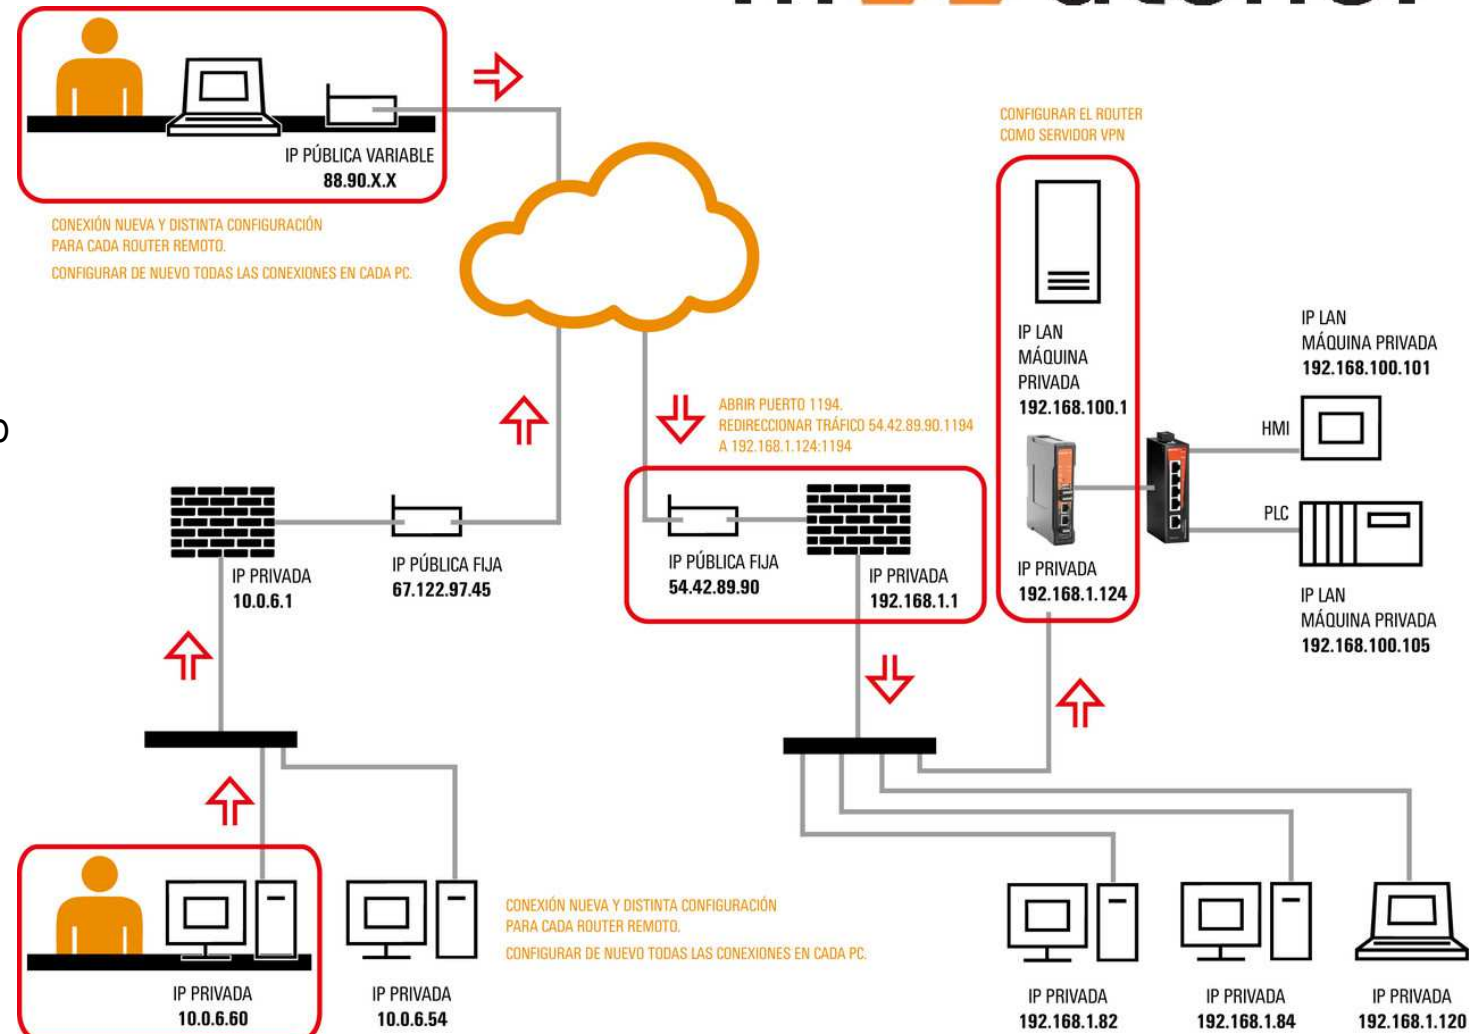 IP PÚBLICA VARIABLE
88.90.X.X
CONEXIÓN NUEVA Y DISTINTA CONFIGURACIÓN
PARA CADA ROUTER REMOTO.
CONFIGURAR DE NUEVO TODAS LAS CONEXIONES EN CADA PC.
CONFIGURAR EL ROUTER
COMO SERVIDOR VPN
IP LAN
MÁQUINA
PRIVADA
192.168.100.1
IP LAN
MÁQUINA PRIVADA
192.168.100.101
HMI
PLC
IP LAN
MÁQUINA PRIVADA
192.168.100.105
ABRIR PUERTO 1194.
REDIRECCIONAR TRÁFICO 54.42.89.90.1194
A 192.168.1.124:1194
IP PRIVADA
10.0.6.1
IP PÚBLICA FIJA
67.122.97.45
IP PÚBLICA FIJA
54.42.89.90
IP PRIVADA
192.168.1.1
IP PRIVADA
192.168.1.124
CONEXIÓN NUEVA Y DISTINTA CONFIGURACIÓN
PARA CADA ROUTER REMOTO.
CONFIGURAR DE NUEVO TODAS LAS CONEXIONES EN CADA PC.
IP PRIVADA
10.0.6.60
IP PRIVADA
10.0.6.54
IP PRIVADA
192.168.1.82
IP PRIVADA
192.168.1.84
IP PRIVADA
192.168.1.120